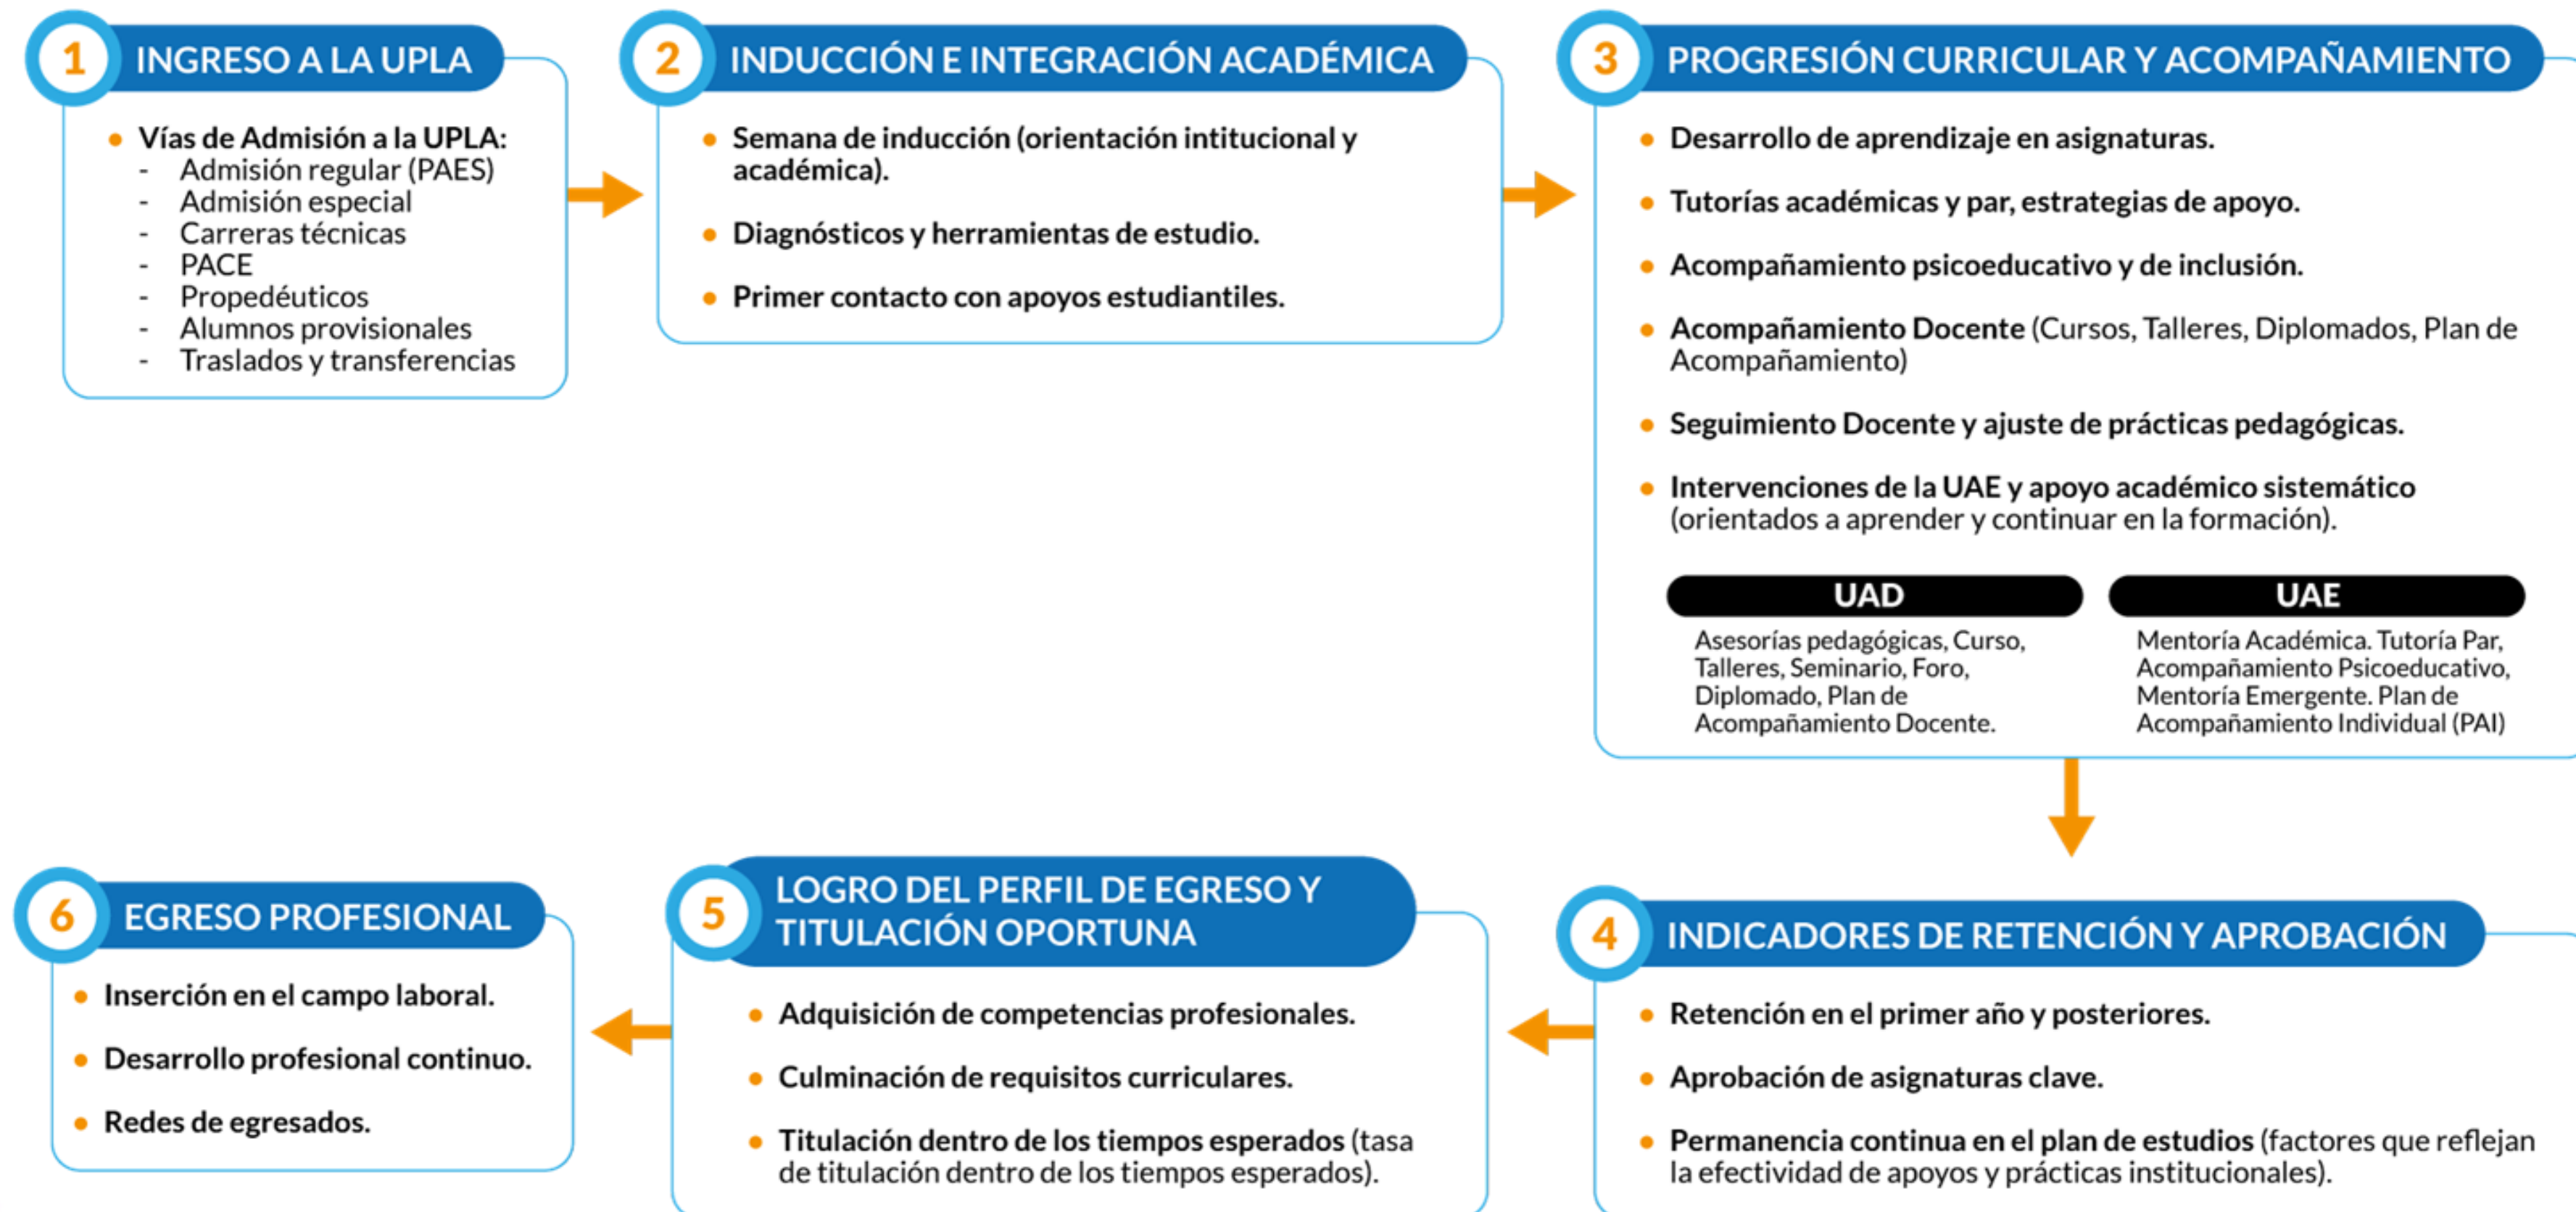 1 INGRESO A LA UPLA
• Vías de Admisión a la UPLA:
- Admisión regular (PAES)
- Admisión especial
- Carreras técnicas
- PACE
- Propedéuticos
- Alumnos provisionales
- Traslados y transferencias
2 INDUCCIÓN E INTEGRACIÓN ACADÉMICA
• Semana de inducción (orientación intitucional y
académica).
• Diagnósticos y herramientas de estudio.
• Primer contacto con apoyos estudiantiles.
3 PROGRESIÓN CURRICULAR Y ACOMPAÑAMIENTO
• Desarrollo de aprendizaje en asignaturas.
• Tutorías académicas y par, estrategias de apoyo.
• Acompañamiento psicoeducativo y de inclusión.
• Acompañamiento Docente (Cursos, Talleres, Diplomados, Plan de
Acompañamiento)
• Seguimiento Docente y ajuste de prácticas pedagógicas.
• Intervenciones de la UAE y apoyo académico sistemático
(orientados a aprender y continuar en la formación).
UAD
Asesorías pedagógicas, Curso,
Talleres, Seminario, Foro,
Diplomado, Plan de
Acompañamiento Docente.
UAE
Mentoría Académica. Tutoría Par,
Acompañamiento Psicoeducativo,
Mentoría Emergente. Plan de
Acompañamiento Individual (PAI)
4 INDICADORES DE RETENCIÓN Y APROBACIÓN
• Retención en el primer año y posteriores.
• Aprobación de asignaturas clave.
• Permanencia continua en el plan de estudios (factores que reflejan
la efectividad de apoyos y prácticas institucionales).
5 LOGRO DEL PERFIL DE EGRESO Y
TITULACIÓN OPORTUNA
• Adquisición de competencias profesionales.
• Culminación de requisitos curriculares.
• Titulación dentro de los tiempos esperados (tasa
de titulación dentro de los tiempos esperados).
6 EGRESO PROFESIONAL
• Inserción en el campo laboral.
• Desarrollo profesional continuo.
• Redes de egresados.